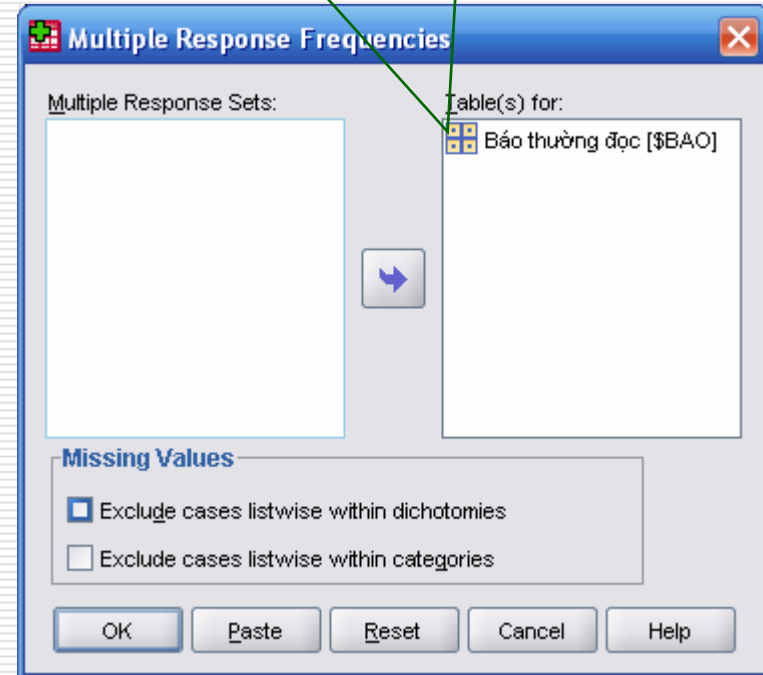 Multiple Response Frequencies
Multiple Response Sets:
Table(s) for:
Báo thường đọc [$BAO]
Missing Values
Exclude cases listwise within dichotomies
Exclude cases listwise within categories
OK Paste Reset Cancel Help